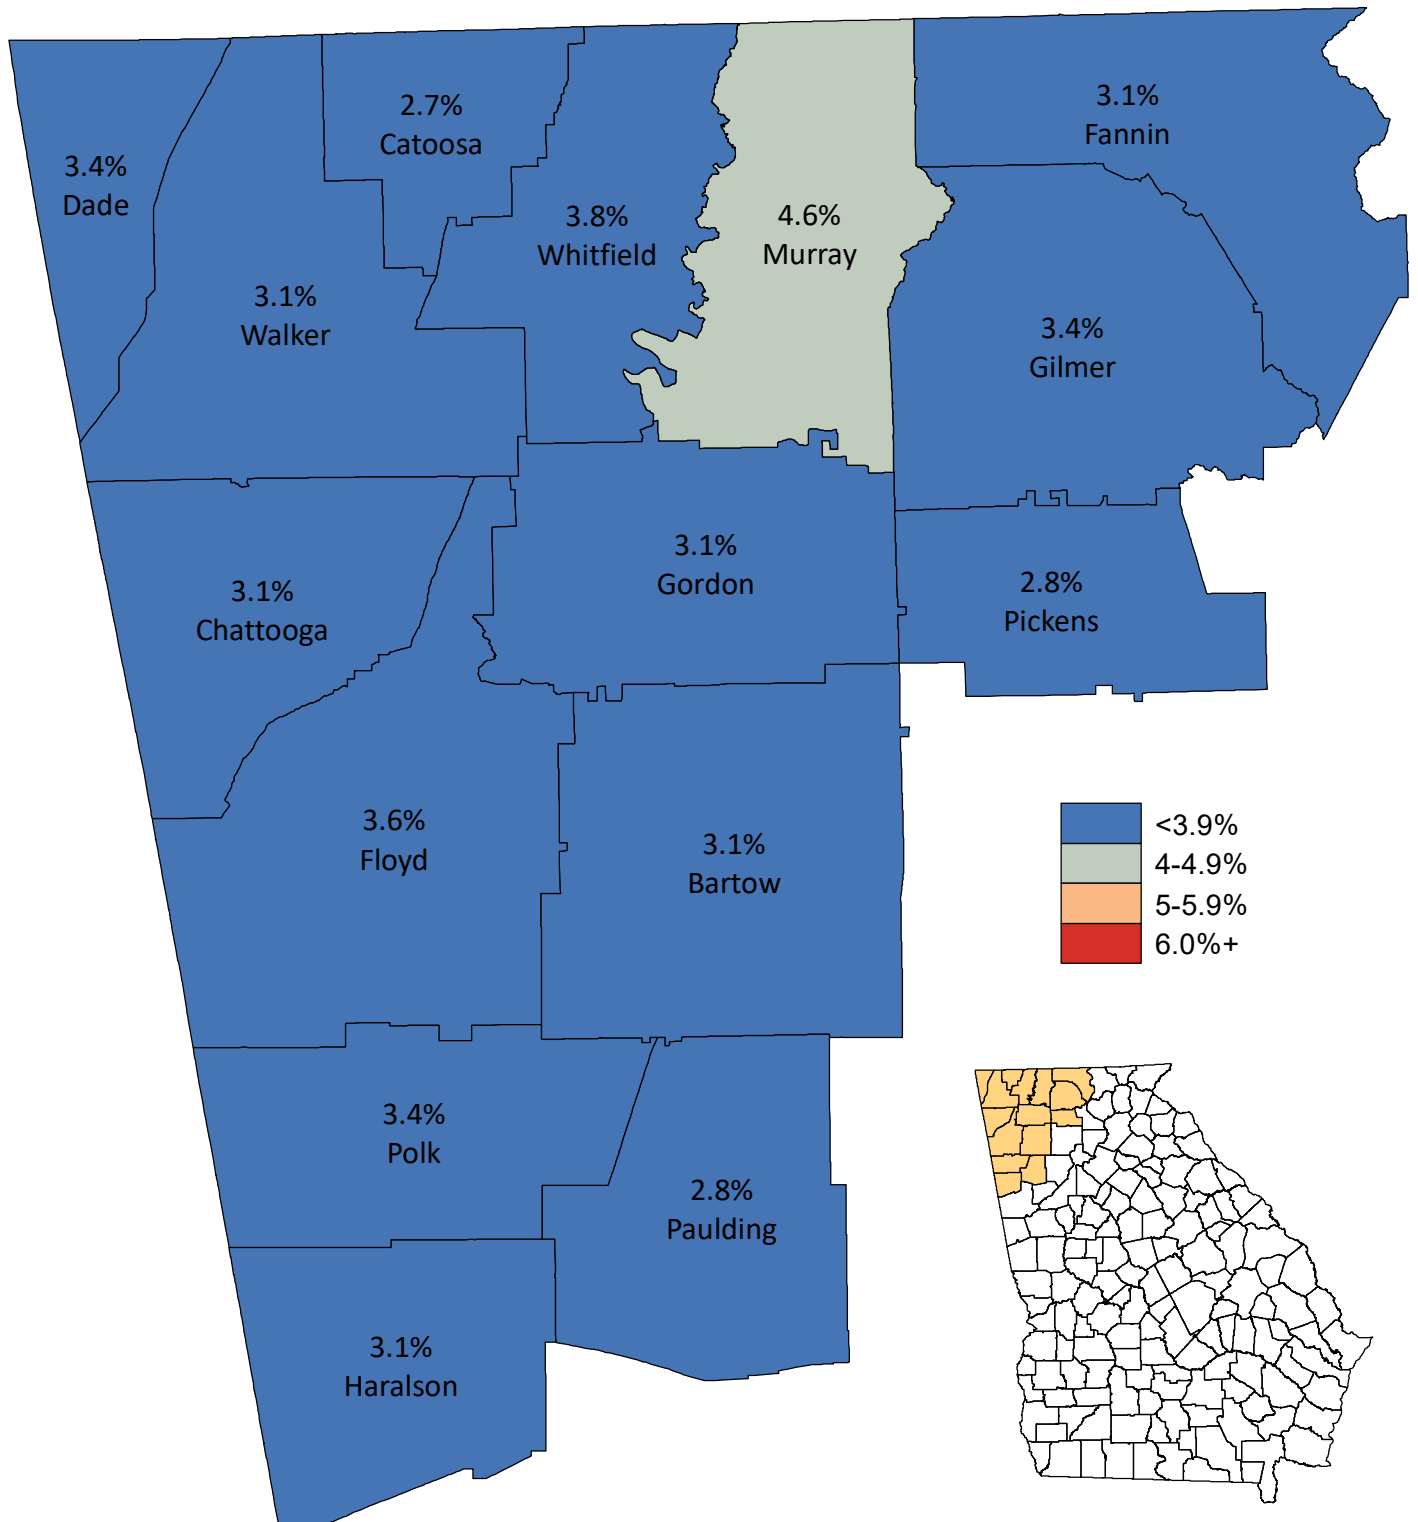 3.1%
Fannin
2.7%
Catoosa
3.4%
Dade
3.8%
Whitfield
4.6%
Murray
3.1%
Walker
3.4%
Gilmer
3.1%
Gordon
2.8%
Pickens
3.1%
Chattooga
3.6%
Floyd
3.1%
Bartow
<3.9%
4-4.9%
5-5.9%
6.0%+
3.4%
Polk
2.8%
Paulding
3.1%
Haralson